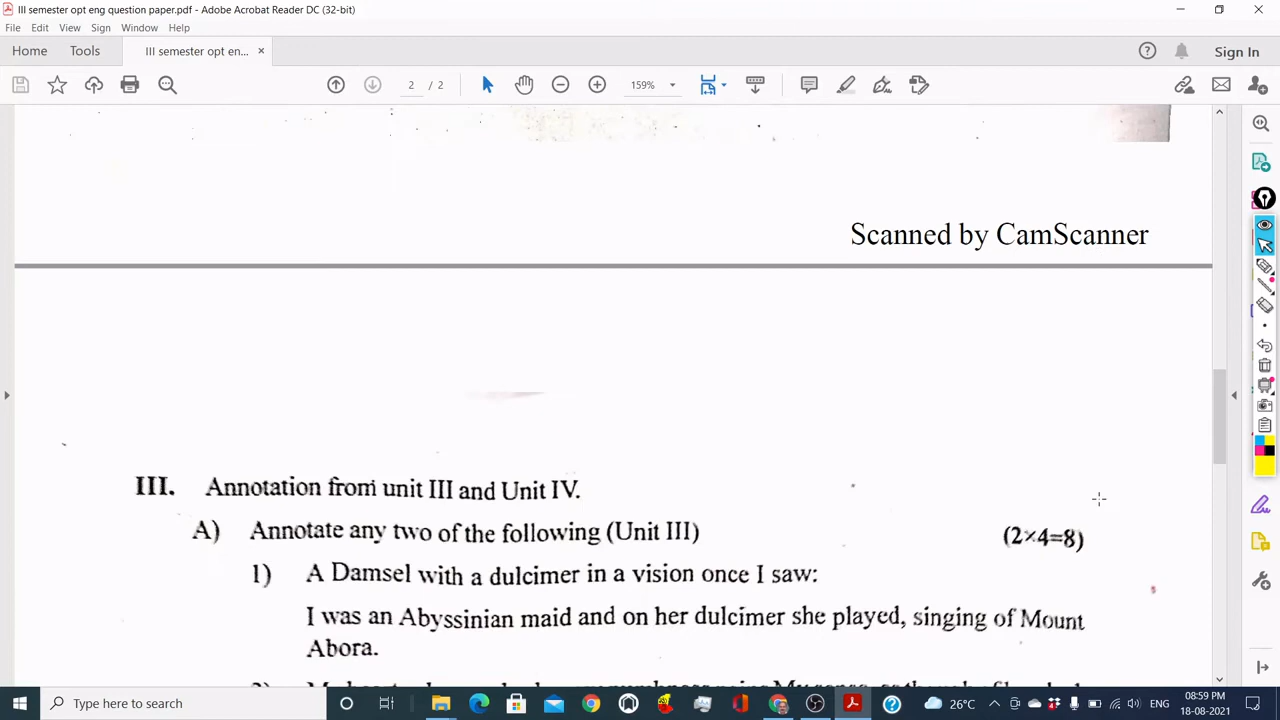 III semester opt eng question paper.pdf - Adobe Acrobat Reader DC (32-bit)
File Edit View Sign Window Help
Home Tools III semester opt en... × Sign In
2 / 2 159%
Scanned by CamScanner
III. Annotation from unit III and Unit IV.
A) Annotate any two of the following (Unit III) (2×4=8)
1) A Damsel with a dulcimer in a vision once I saw:
I was an Abyssinian maid and on her dulcimer she played, singing of Mount
Abora.
Type here to search 26°C ENG 08:59 PM
18-08-2021